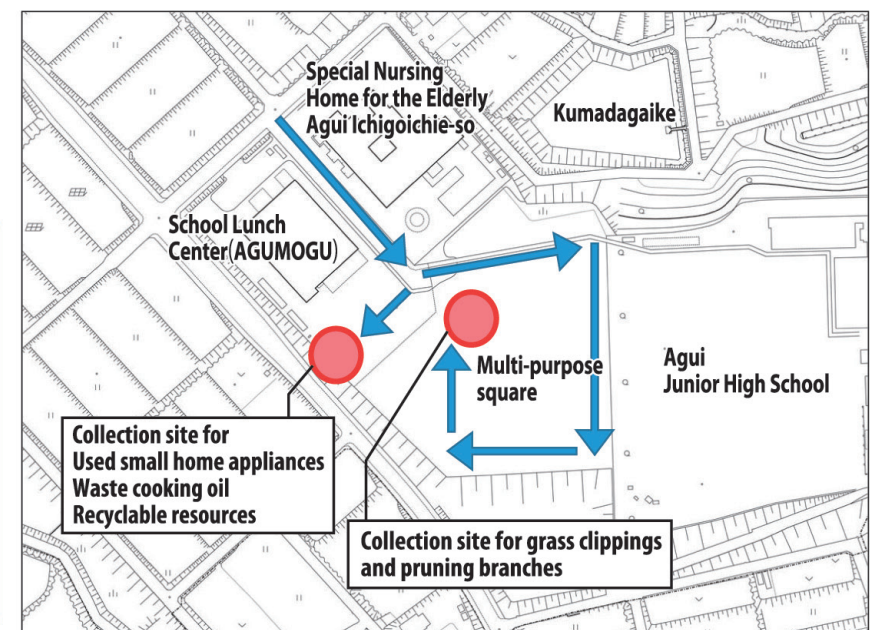 Special Nursing
Home for the Elderly
Agui Ichigoichie-so
Kumadagaike
School Lunch
Center(AGUMOGU)
Multi-purpose
square
Agui
Junior High School
Collection site for
Used small home appliances
Waste cooking oil
Recyclable resources
Collection site for grass clippings
and pruning branches